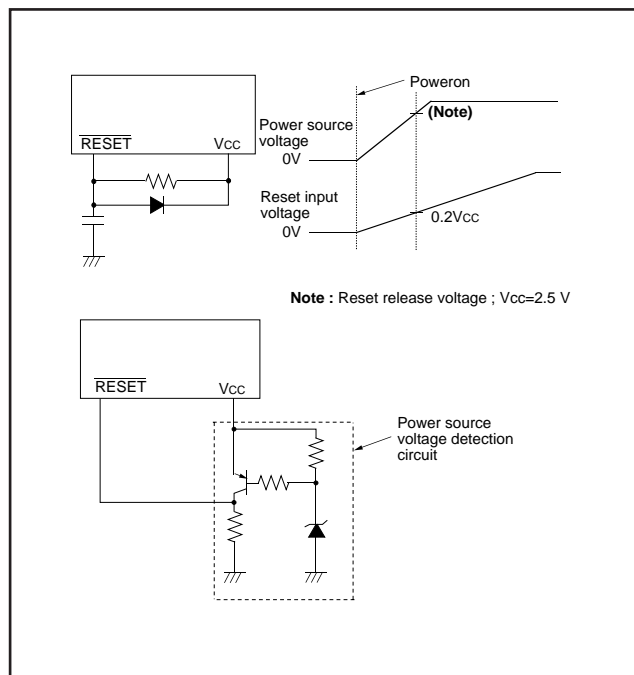 Poweron
(Note)
Power source
voltage
0V
RESET
VCC
Reset input
voltage
0V
0.2VCC
Note : Reset release voltage ; Vcc=2.5 V
RESET
VCC
Power source
voltage detection
circuit